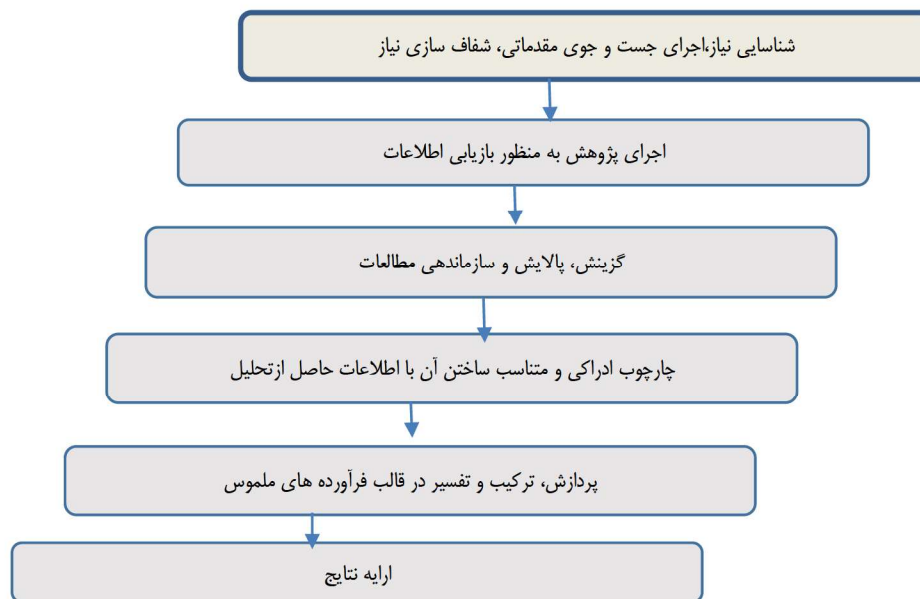 شناسایی نیاز،اجرای جست و جوی مقدماتی، شفاف سازی نیاز
اجرای پژوهش به منظور بازیابی اطلاعات
گزینش، پالایش و سازماندهی مطالعات
چارچوب ادراکی و متناسب ساختن آن با اطلاعات حاصل ازتحلیل
پردازش، ترکیب و تفسیر در قالب فرآورده های ملموس
ارایه نتایج